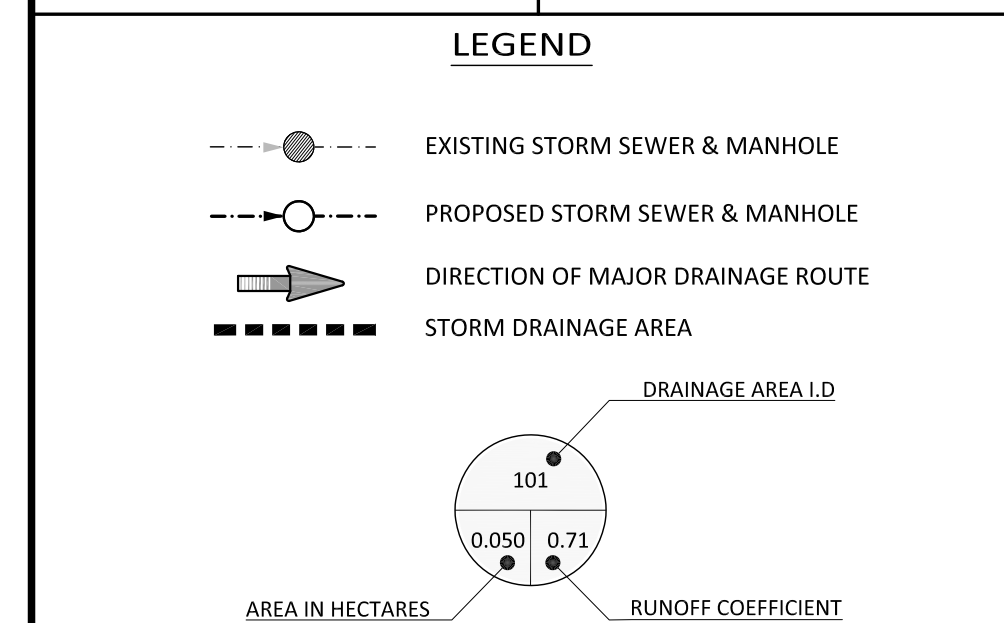 LEGEND
EXISTING STORM SEWER & MANHOLE
PROPOSED STORM SEWER & MANHOLE
DIRECTION OF MAJOR DRAINAGE ROUTE
STORM DRAINAGE AREA
DRAINAGE AREA I.D
101
0.050 0.71
AREA IN HECTARES
RUNOFF COEFFICIENT